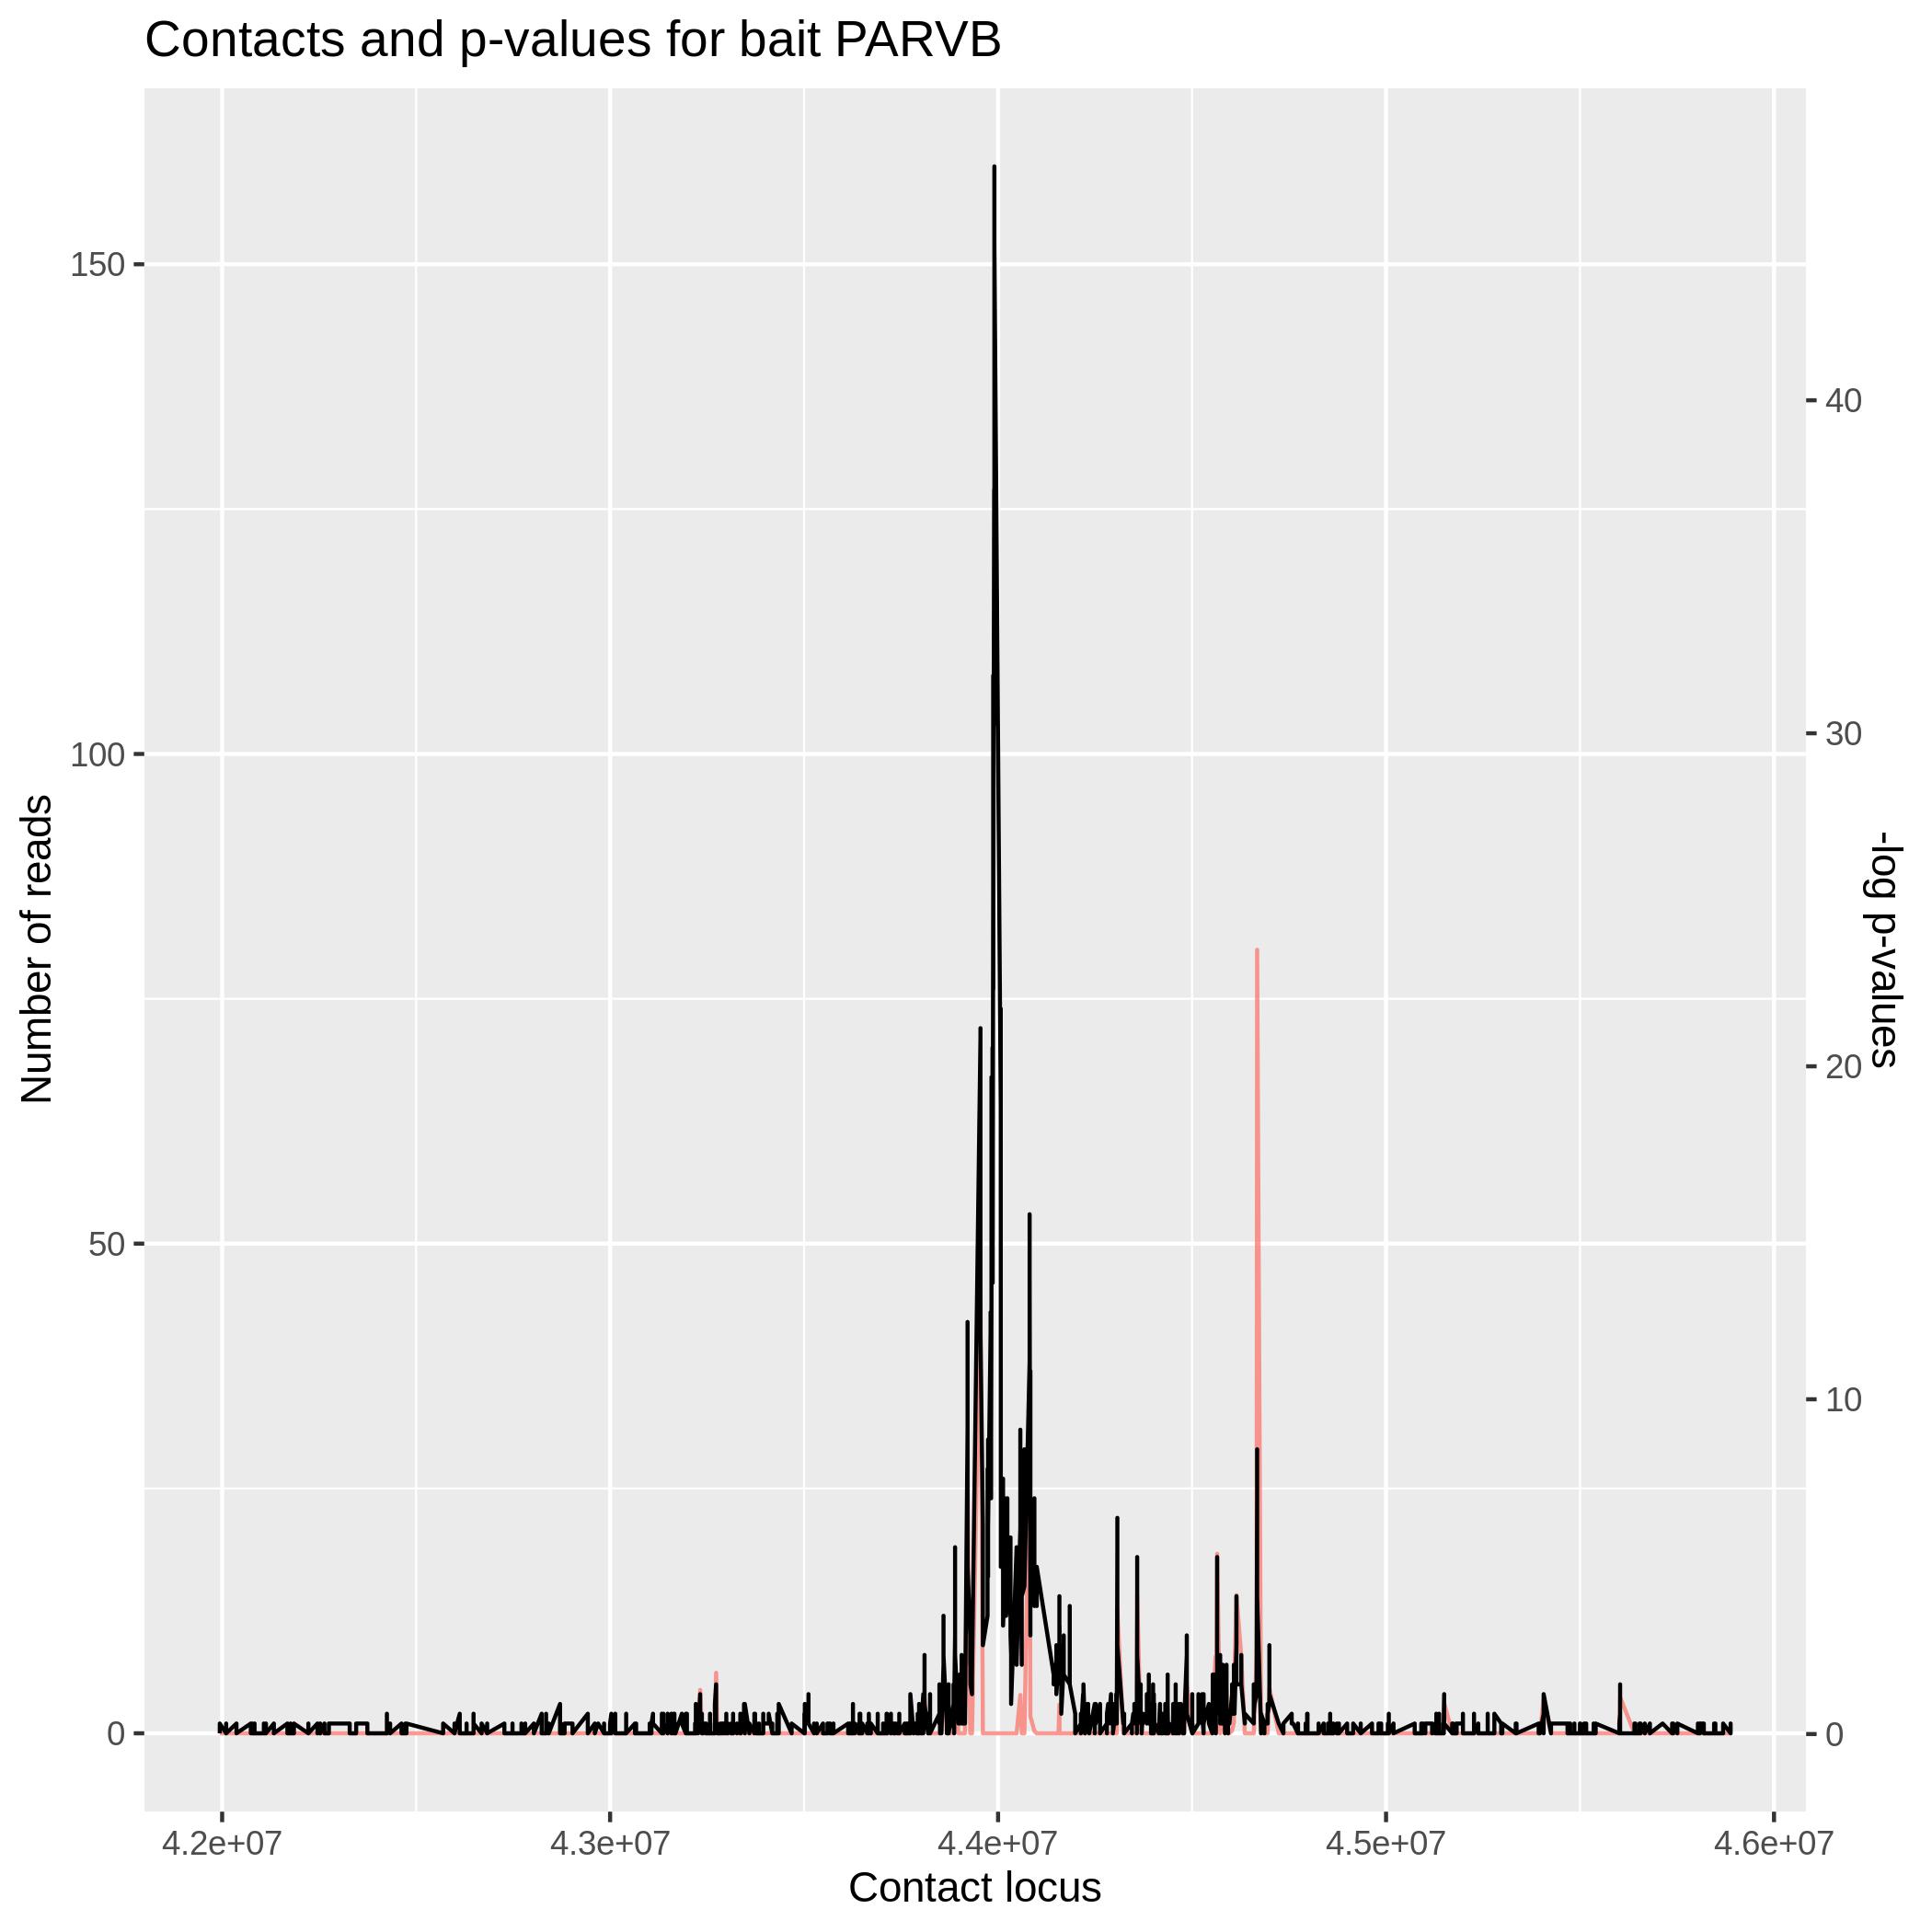 Contacts and p-values for bait PARVB
150
100
50
0
Number of reads
40
30
20
10
0
-log p-values
4.2e+07
4.3e+07
4.4e+07
4.5e+07
4.6e+07
Contact locus